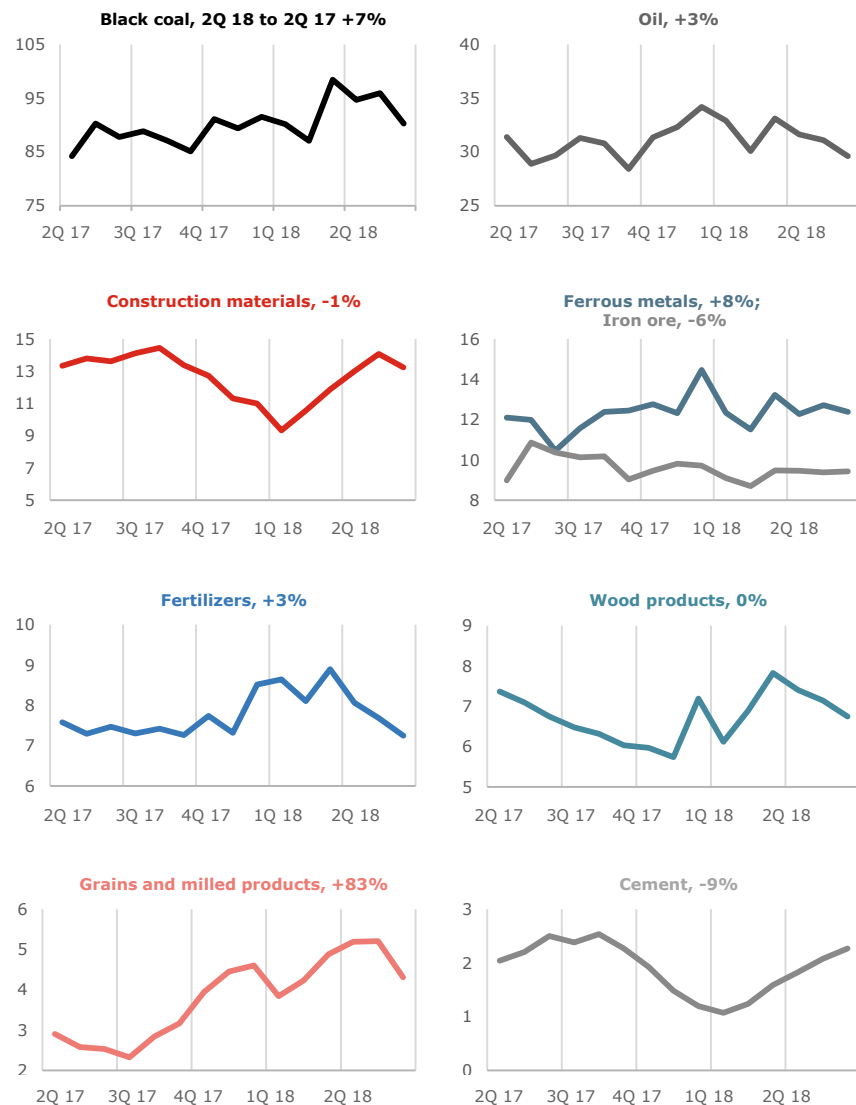 Black coal, 2Q 18 to 2Q 17 +7%
105
95
85
75
2Q 17 3Q 17 4Q 17 1Q 18 2Q 18
Oil, +3%
40
35
30
25
2Q 17 3Q 17 4Q 17 1Q 18 2Q 18
Construction materials, -1%
15
13
11
9
7
5
2Q 17 3Q 17 4Q 17 1Q 18 2Q 18
Ferrous metals, +8%;
Iron ore, -6%
16
14
12
10
8
2Q 17 3Q 17 4Q 17 1Q 18 2Q 18
Fertilizers, +3%
10
9
8
7
6
2Q 17 3Q 17 4Q 17 1Q 18 2Q 18
Wood products, 0%
9
8
7
6
5
2Q 17 3Q 17 4Q 17 1Q 18 2Q 18
Grains and milled products, +83%
6
5
4
3
2
2Q 17 3Q 17 4Q 17 1Q 18 2Q 18
Cement, -9%
3
2
1
0
2Q 17 3Q 17 4Q 17 1Q 18 2Q 18